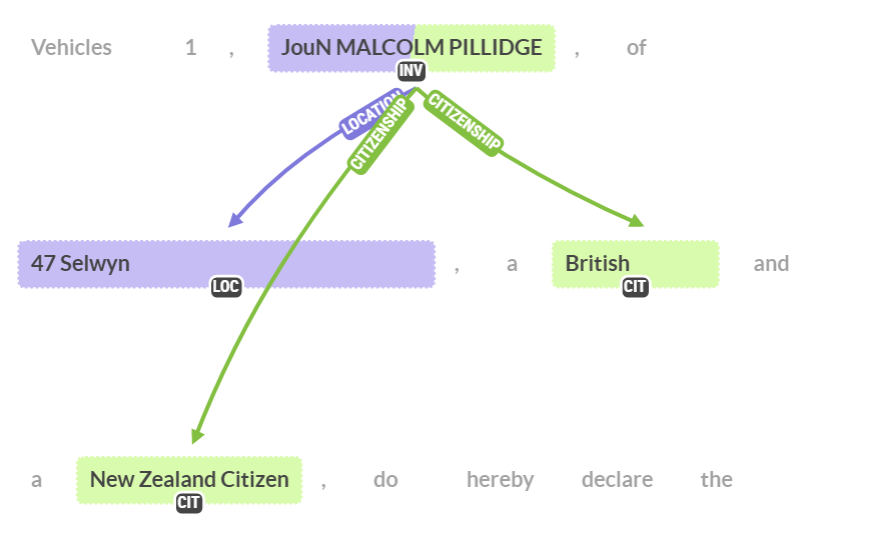 Vehicles 1 , JouN MALCOLM PILLIDGE , of
INV
LOCATION CITIZENSHIP CITIZENSHIP
47 Selwyn , a British and
LOC CIT
a New Zealand Citizen , do hereby declare the
CIT